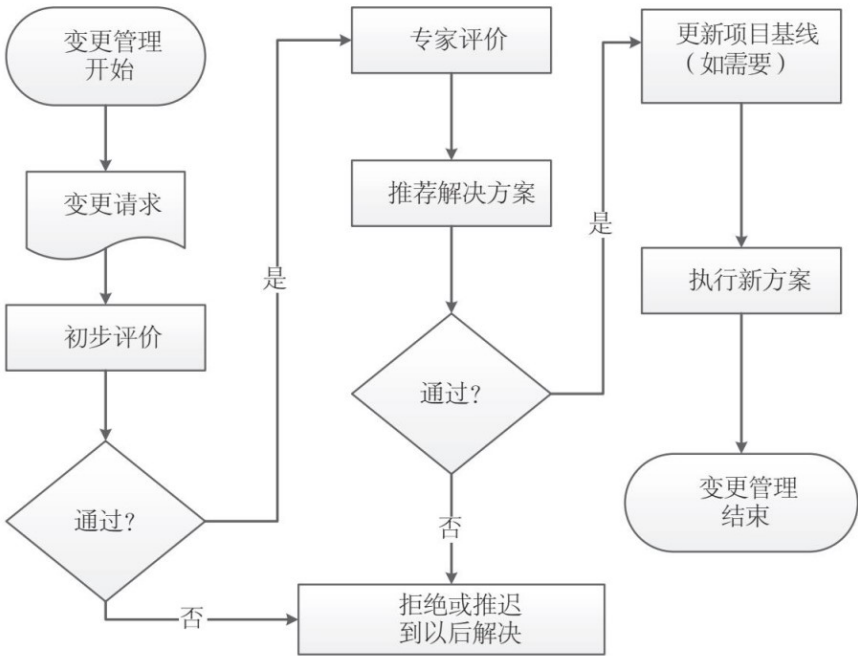 变更管理
开始
变更请求
初步评价
通过？
否
是
专家评价
推荐解决方案
通过？
否
拒绝或推迟
到以后解决
是
更新项目基线
（如需要）
执行新方案
变更管理
结束